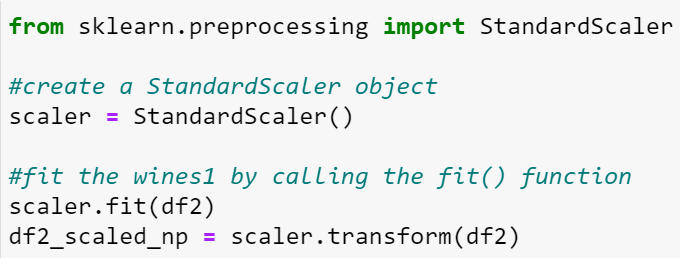 from sklearn.preprocessing import StandardScaler
#create a StandardScaler object
scaler = StandardScaler()
#fit the wines1 by calling the fit() function
scaler.fit(df2)
df2_scaled_np = scaler.transform(df2)